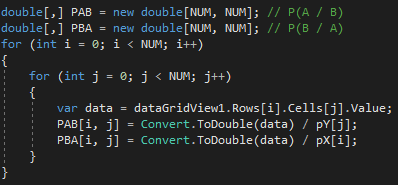 double[,] PAB = new double[NUM, NUM]; // P(A / B)
double[,] PBA = new double[NUM, NUM]; // P(B / A)
for (int i = 0; i < NUM; i++)
{
    for (int j = 0; j < NUM; j++)
    {
        var data = dataGridView1.Rows[i].Cells[j].Value;
        PAB[i, j] = Convert.ToDouble(data) / pY[j];
        PBA[i, j] = Convert.ToDouble(data) / pX[i];
    }
}